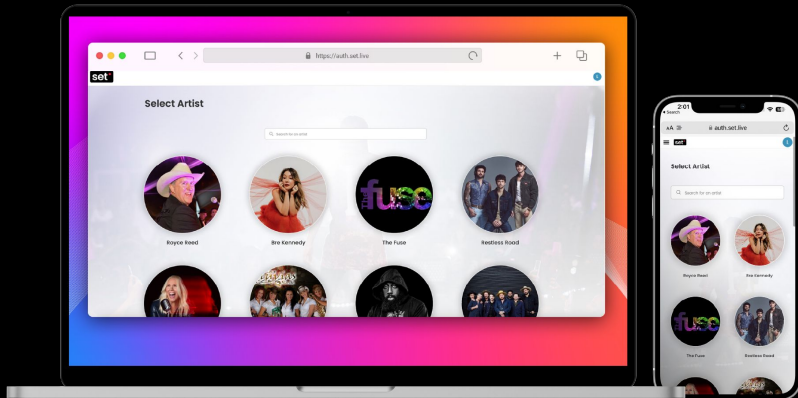 https://auth.set.live
set
Select Artist
Search for an artist
Royce Reed
Bre Kennedy
The Fuse
Restless Road
The
fuse
2:01
Search
AA
auth.set.live
set
Select Artist
Search for an artist
Royce Reed
Bre Kennedy
The Fuse
Restless Road
fuse